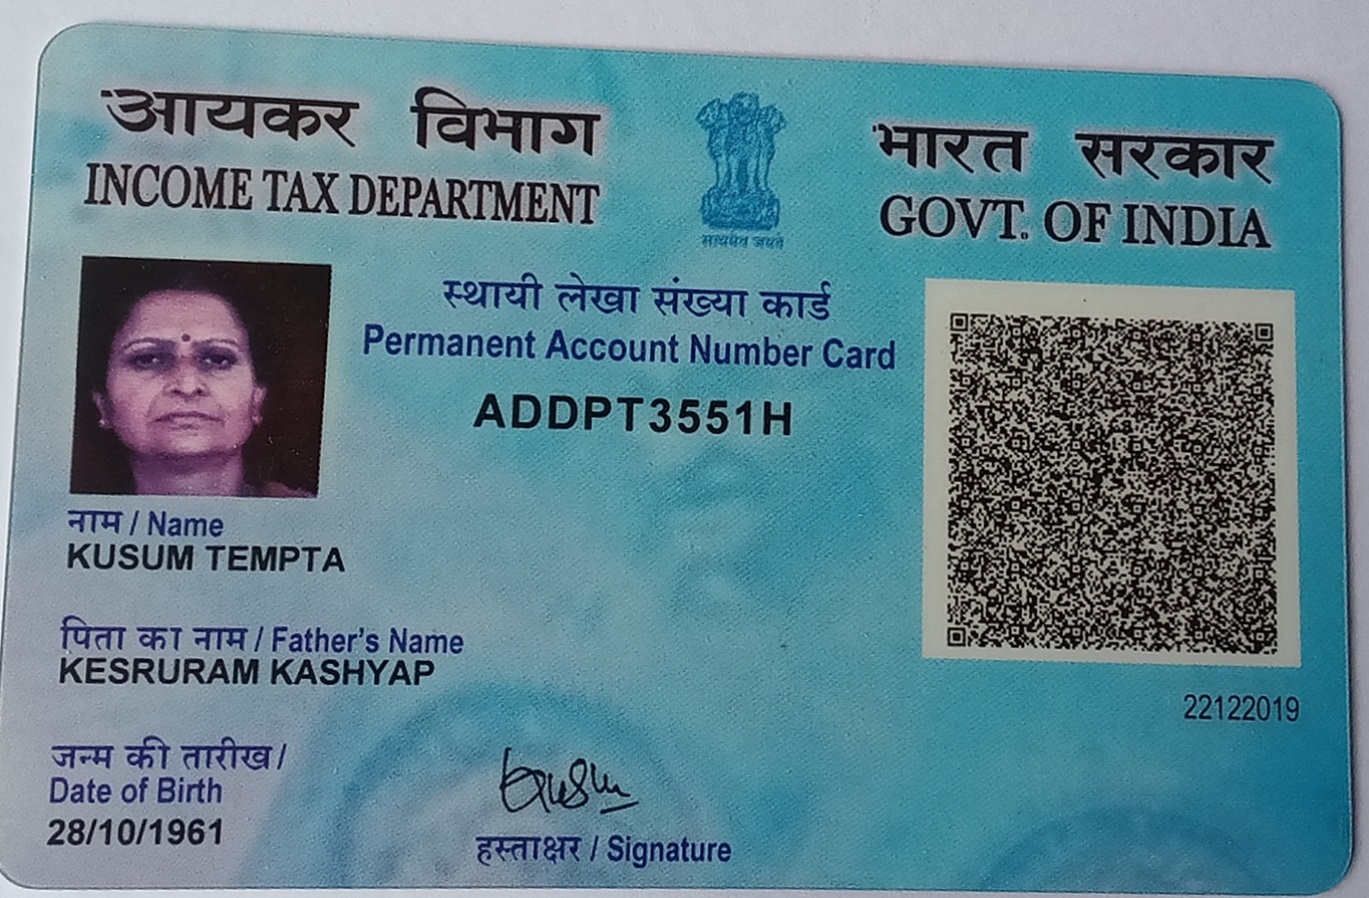 आयकर विभाग
INCOME TAX DEPARTMENT
भारत सरकार
GOVT. OF INDIA
सत्यमेव जयते
स्थायी लेखा संख्या कार्ड
Permanent Account Number Card
ADDPT3551H
नाम / Name
KUSUM TEMPTA
पिता का नाम / Father's Name
KESRURAM KASHYAP
22122019
जन्म की तारीख /
Date of Birth
28/10/1961
Kusum
हस्ताक्षर / Signature